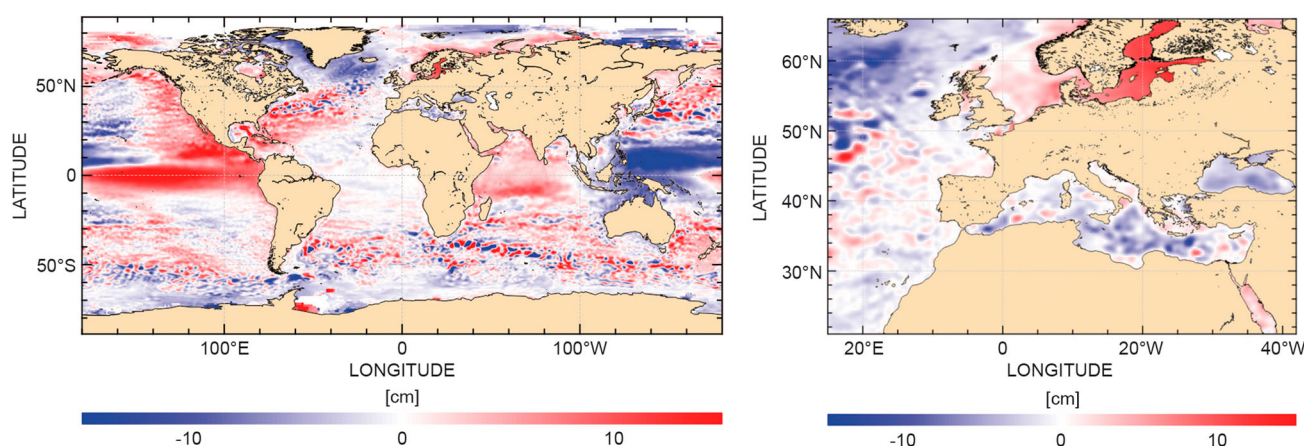 50°N
0
50°S
LATITUDE
100°E
0
100°W
LONGITUDE
[cm]
-10
0
10
60°N
50°N
40°N
30°N
LATITUDE
20°E
0
20°W
40°W
LONGITUDE
[cm]
-10
0
10